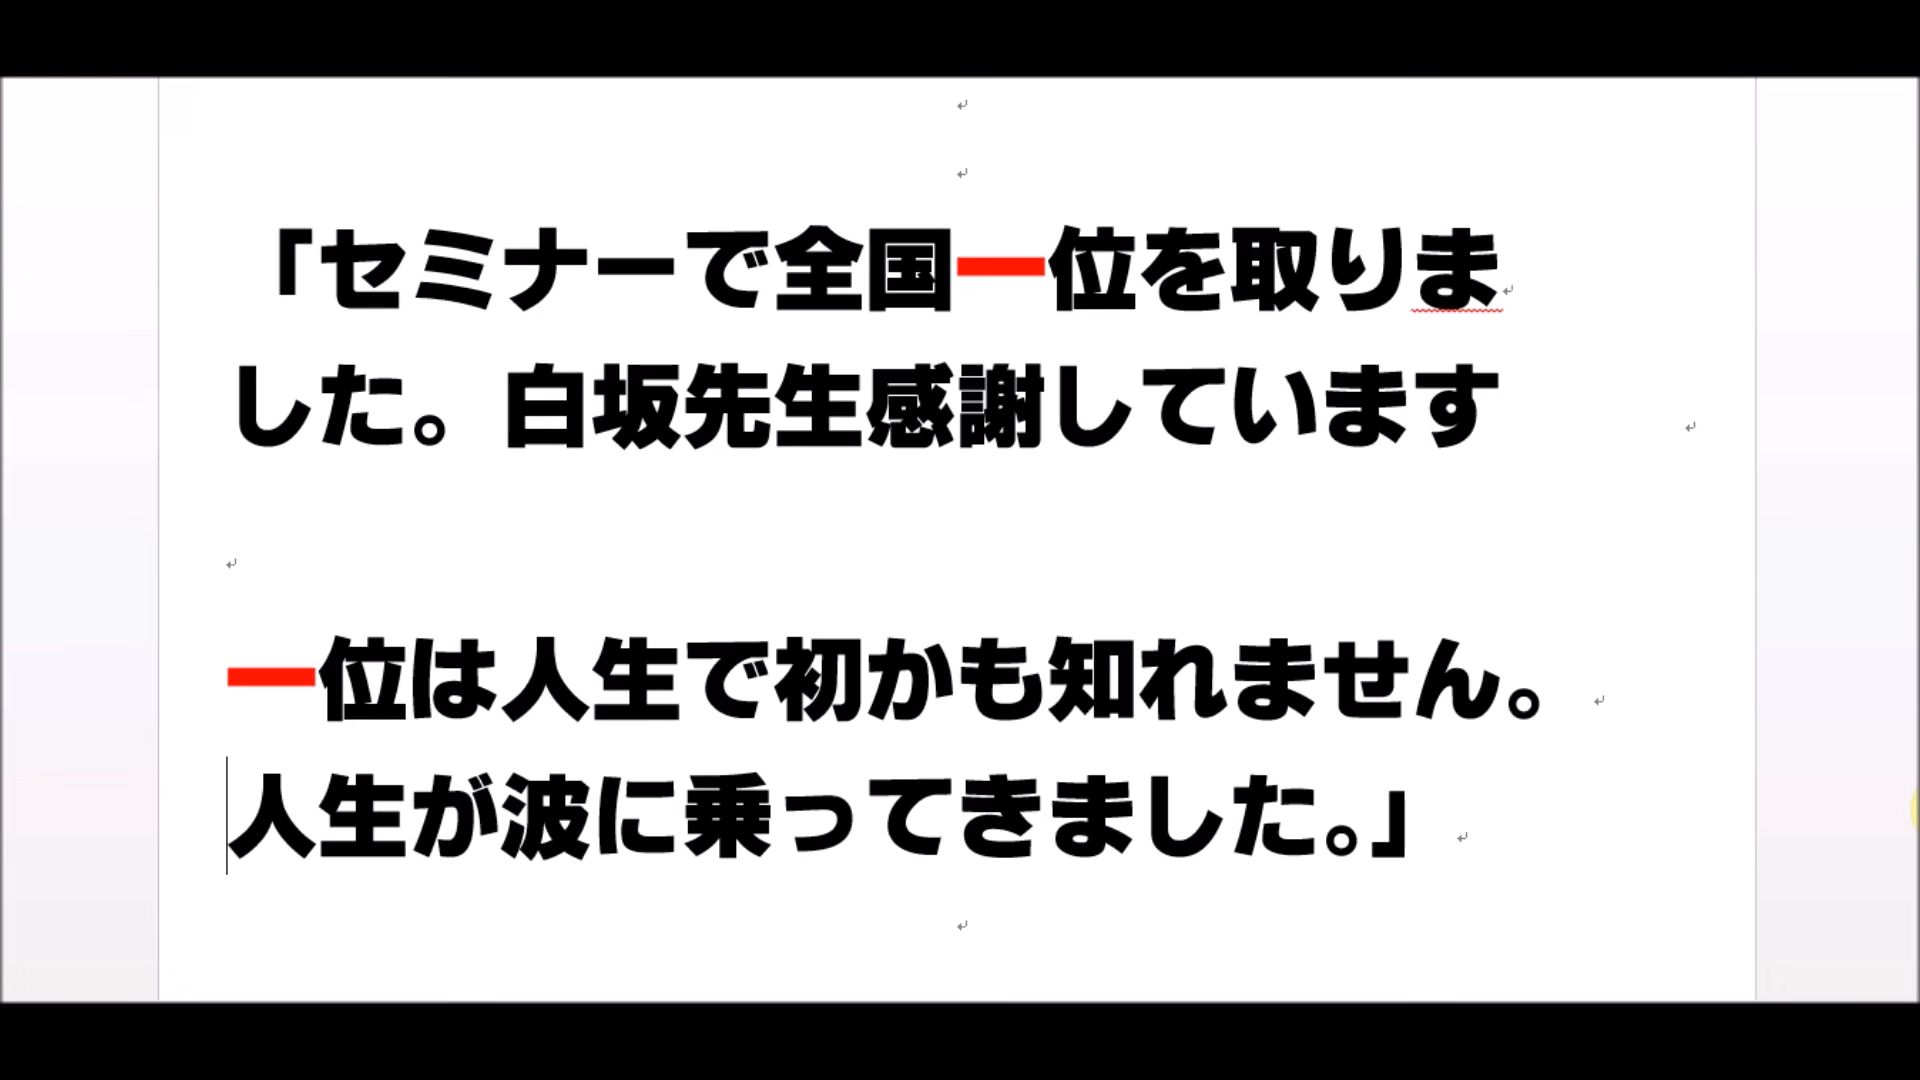 「セミナーで全国一位を取りま
した。白坂先生感謝しています
一位は人生で初かも知れません。
人生が波に乗ってきました。」